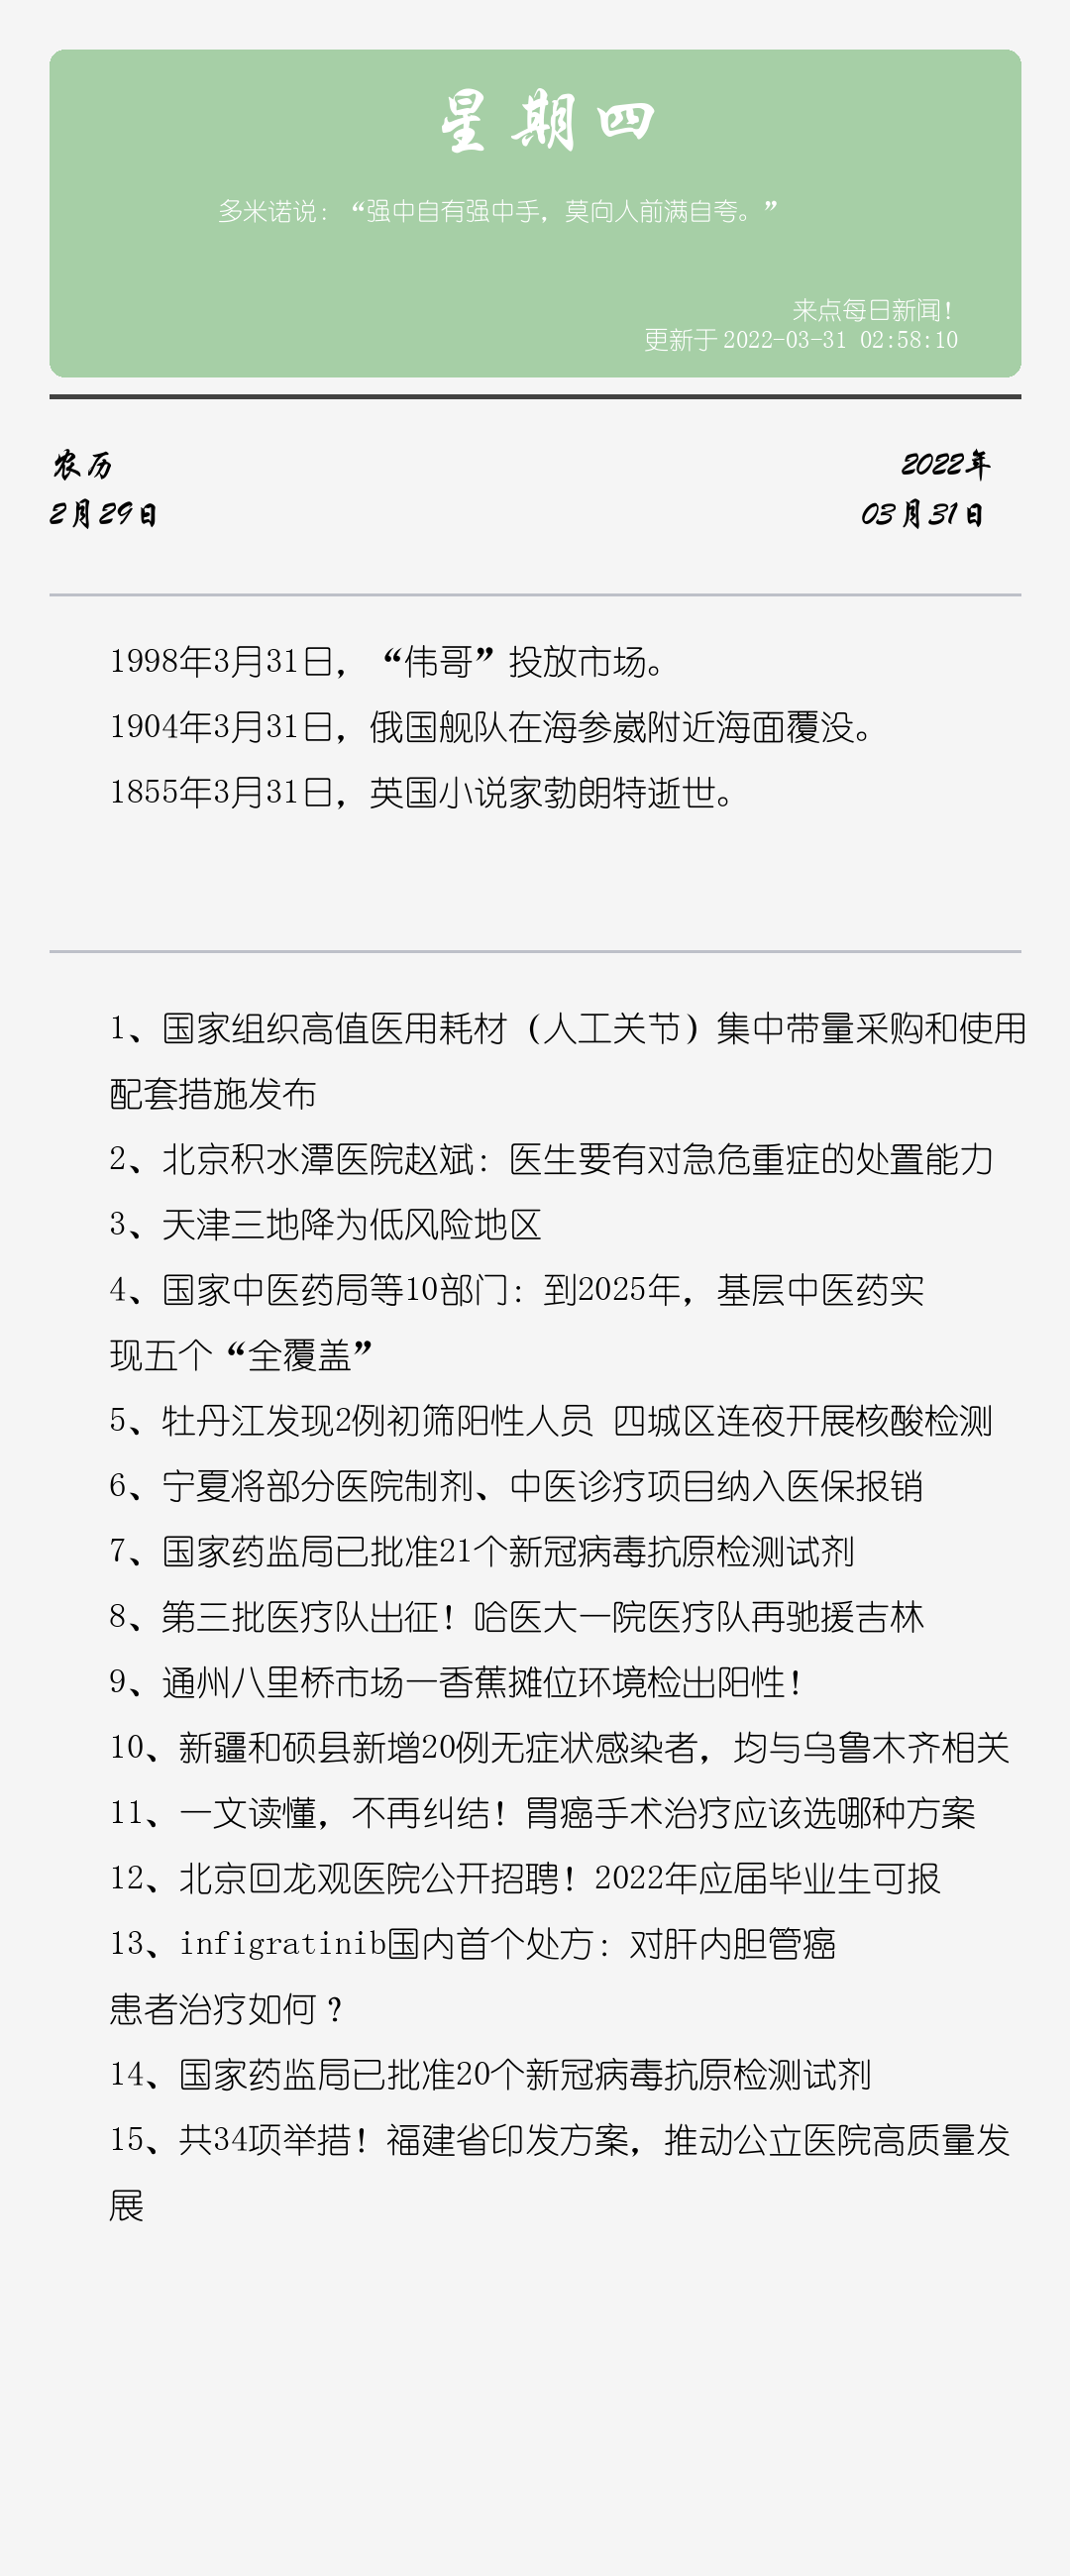 星期四
多米诺说：“强中自有强中手，莫向人前满自夸。”
来点每日新闻！
更新于2022-03-31 02:58:10
农历
2022年
2月29日
03月31日
1998年3月31日，“伟哥”投放市场。
1904年3月31日，俄国舰队在海参崴附近海面覆没。
1855年3月31日，英国小说家勃朗特逝世。
1、国家组织高值医用耗材（人工关节）集中带量采购和使用
配套措施发布
2、北京积水潭医院赵斌：医生要有对急危重症的处置能力
3、天津三地降为低风险地区
4、国家中医药局等10部门：到2025年，基层中医药实
现五个“全覆盖”
5、牡丹江发现2例初筛阳性人员 四城区连夜开展核酸检测
6、宁夏将部分医院制剂、中医诊疗项目纳入医保报销
7、国家药监局已批准21个新冠病毒抗原检测试剂
8、第三批医疗队出征！哈医大一院医疗队再驰援吉林
9、通州八里桥市场一香蕉摊位环境检出阳性！
10、新疆和硕县新增20例无症状感染者，均与乌鲁木齐相关
11、一文读懂，不再纠结！胃癌手术治疗应该选哪种方案
12、北京回龙观医院公开招聘！2022年应届毕业生可报
13、infigratinib国内首个处方：对肝内胆管癌
患者治疗如何？
14、国家药监局已批准20个新冠病毒抗原检测试剂
15、共34项举措！福建省印发方案，推动公立医院高质量发
展